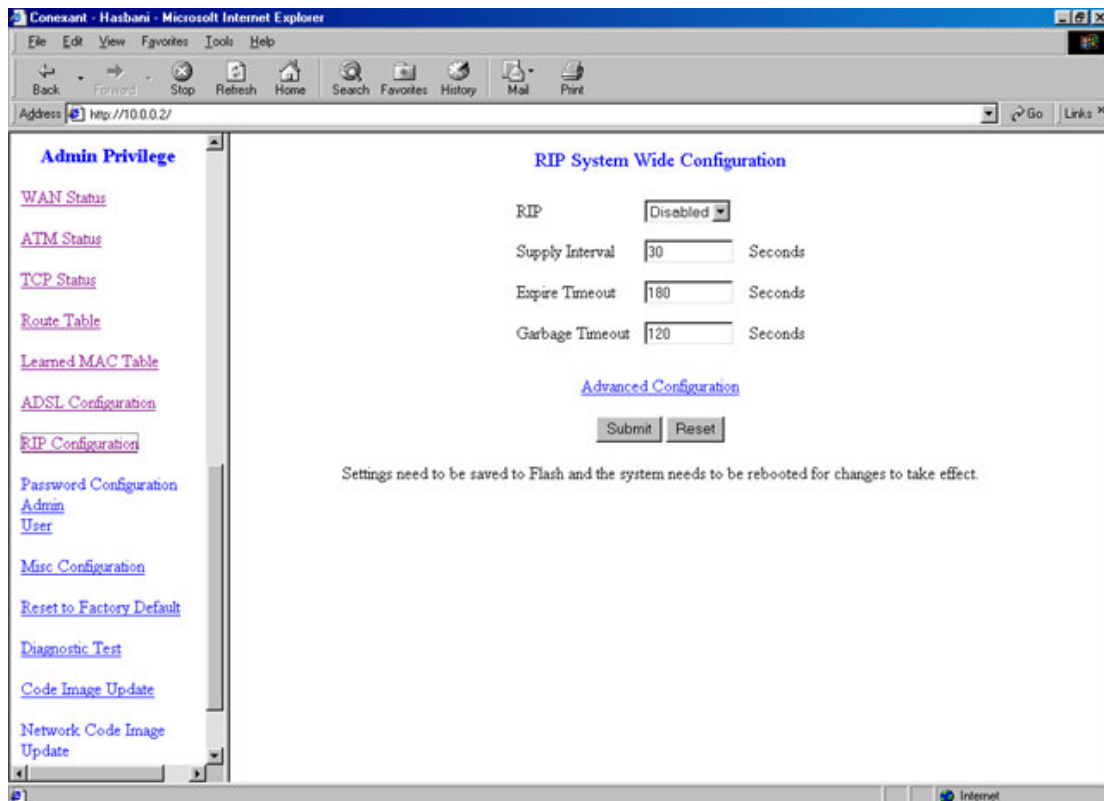 Conexant - Hasbani - Microsoft Internet Explorer
File Edit View Favorites Tools Help
Back Forward Stop Refresh Home Search Favorites History Mail Print
Address http://10.0.0.2/ Go Links »
Admin Privilege
WAN Status
ATM Status
TCP Status
Route Table
Learned MAC Table
ADSL Configuration
RIP Configuration
Password Configuration
Admin
User
Misc Configuration
Reset to Factory Default
Diagnostic Test
Code Image Update
Network Code Image
Update
RIP System Wide Configuration
RIP Disabled
Supply Interval 30 Seconds
Expire Timeout 180 Seconds
Garbage Timeout 120 Seconds
Advanced Configuration
Submit Reset
Settings need to be saved to Flash and the system needs to be rebooted for changes to take effect.
Internet